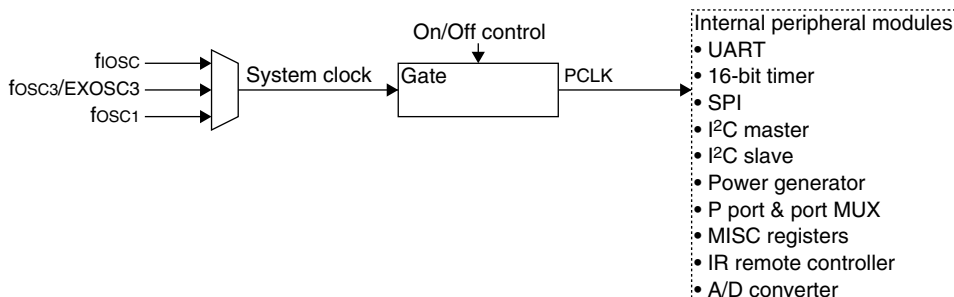 On/Off control
fIOSC
fOSC3/EXOSC3
fOSC1
System clock
Gate
PCLK
Internal peripheral modules
• UART
• 16-bit timer
• SPI
• I²C master
• I²C slave
• Power generator
• P port & port MUX
• MISC registers
• IR remote controller
• A/D converter